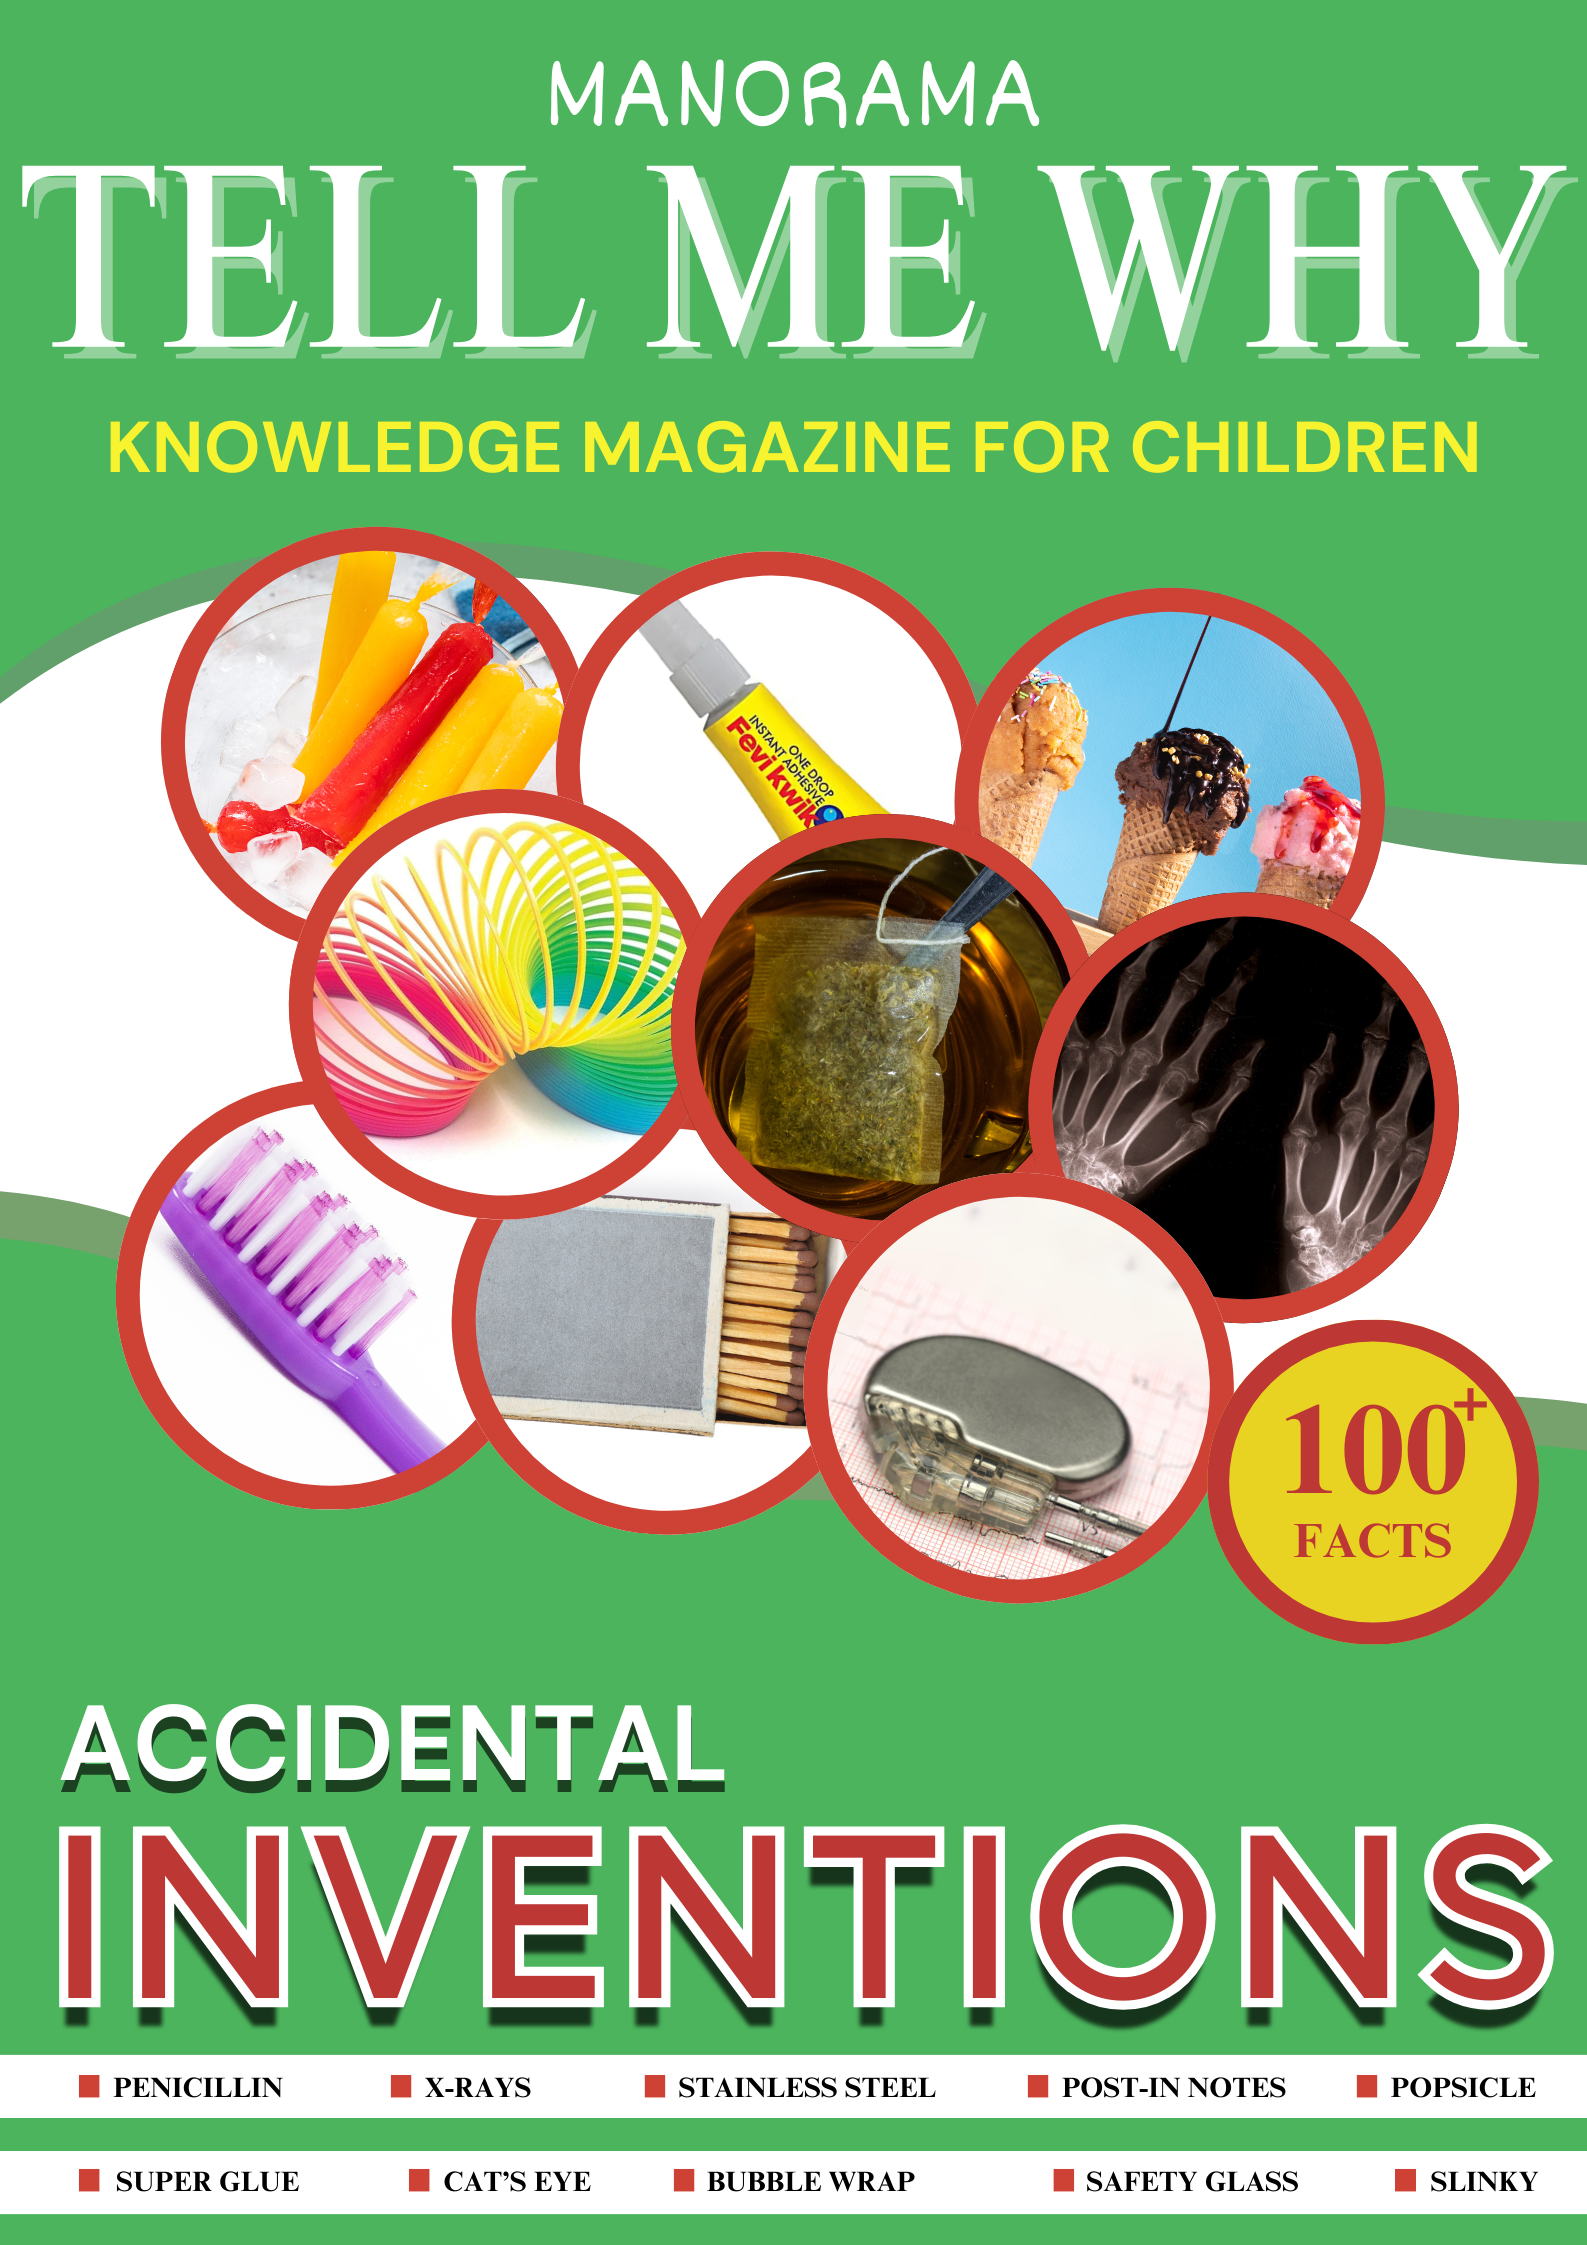 MANORAMA
TELL ME WHY
KNOWLEDGE MAGAZINE FOR CHILDREN
INSTANT ADHESIVE
ONE DROP
Fevi kwik
100+
FACTS
ACCIDENTAL
INVENTIONS
PENICILLIN X-RAYS STAINLESS STEEL POST-IN NOTES POPSICLE
SUPER GLUE CAT'S EYE BUBBLE WRAP SAFETY GLASS SLINKY